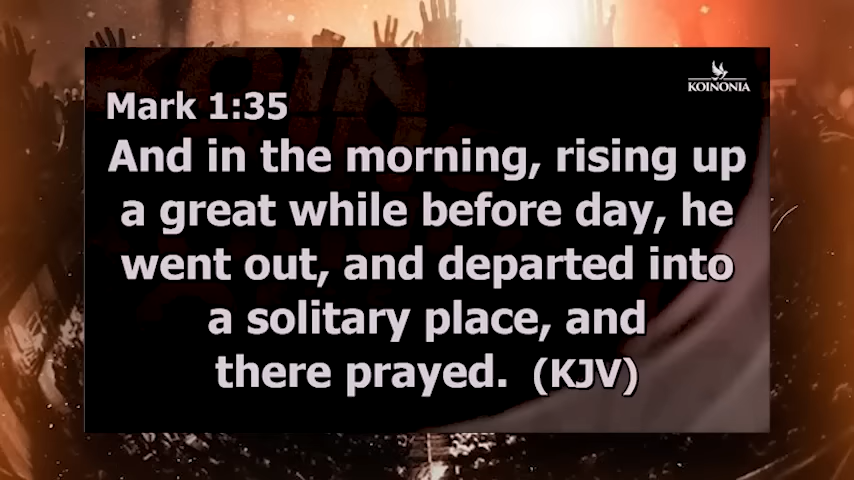 KOINONIA
Mark 1:35
And in the morning, rising up
a great while before day, he
went out, and departed into
a solitary place, and
there prayed. (KJV)